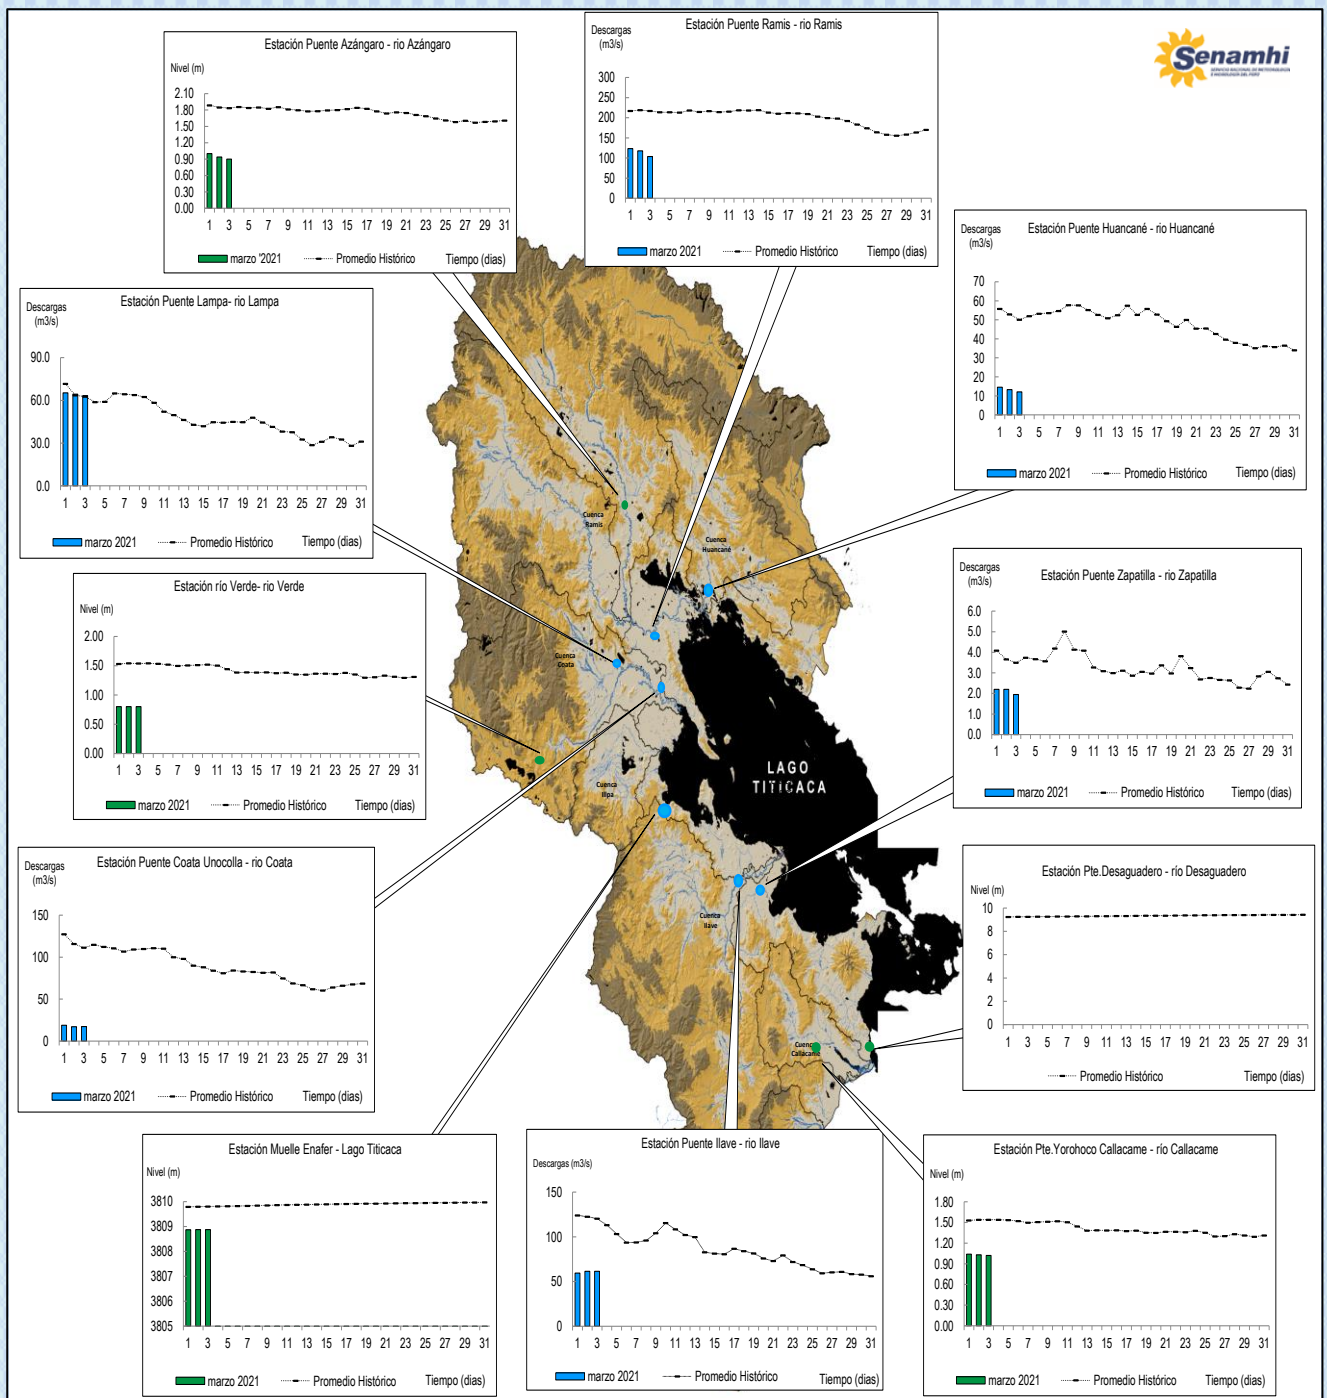 Senamhi
SERVICIO NACIONAL DE METEOROLOGÍA
E HIDROLOGÍA DEL PERÚ
Estación Puente Azángaro - rio Azángaro
Nivel (m)
2.10
1.80
1.50
1.20
0.90
0.60
0.30
0.00
1 3 5 7 9 11 13 15 17 19 21 23 25 27 29 31
marzo '2021 Promedio Histórico Tiempo (dias)
Estación Puente Ramis - rio Ramis
Descargas
(m3/s)
300
250
200
150
100
50
0
1 3 5 7 9 11 13 15 17 19 21 23 25 27 29 31
marzo 2021 Promedio Histórico Tiempo (dias)
Estación Puente Huancané - rio Huancané
Descargas
(m3/s)
70
60
50
40
30
20
10
0
1 3 5 7 9 11 13 15 17 19 21 23 25 27 29 31
marzo 2021 Promedio Histórico Tiempo (dias)
Estación Puente Lampa- rio Lampa
Descargas
(m3/s)
90.0
60.0
30.0
0.0
1 3 5 7 9 11 13 15 17 19 21 23 25 27 29 31
marzo 2021 Promedio Histórico Tiempo (dias)
Cuenca
Ramis
Cuenca
Huancané
Estación Puente Zapatilla - rio Zapatilla
Descargas
(m3/s)
6.0
5.0
4.0
3.0
2.0
1.0
0.0
1 3 5 7 9 11 13 15 17 19 21 23 25 27 29 31
marzo 2021 Promedio Histórico Tiempo (dias)
Estación río Verde- rio Verde
Nivel (m)
2.00
1.50
1.00
0.50
0.00
1 3 5 7 9 11 13 15 17 19 21 23 25 27 29 31
marzo 2021 Promedio Histórico Tiempo (dias)
Cuenca
Coata
LAGO
TITICACA
Cuenca
Illpa
Estación Puente Coata Unocolla - rio Coata
Descargas
(m3/s)
150
100
50
0
1 3 5 7 9 11 13 15 17 19 21 23 25 27 29 31
marzo 2021 Promedio Histórico Tiempo (dias)
Cuenca
Ilave
Estación Pte.Desaguadero - río Desaguadero
Nivel (m)
10
8
6
4
2
0
1 3 5 7 9 11 13 15 17 19 21 23 25 27 29 31
Promedio Histórico Tiempo (dias)
Cuenca
Callacame
Estación Muelle Enafer - Lago Titicaca
Nivel (m)
3810
3809
3808
3807
3806
3805
1 3 5 7 9 11 13 15 17 19 21 23 25 27 29 31
marzo 2021 Promedio Histórico Tiempo (dias)
Estación Puente Ilave - rio Ilave
Descargas (m3/s)
150
100
50
0
1 3 5 7 9 11 13 15 17 19 21 23 25 27 29 31
marzo 2021 Promedio Histórico Tiempo (dias)
Estación Pte.Yorohoco Callacame - río Callacame
Nivel (m)
1.80
1.50
1.20
0.90
0.60
0.30
0.00
1 3 5 7 9 11 13 15 17 19 21 23 25 27 29 31
marzo 2021 Promedio Histórico Tiempo (dias)